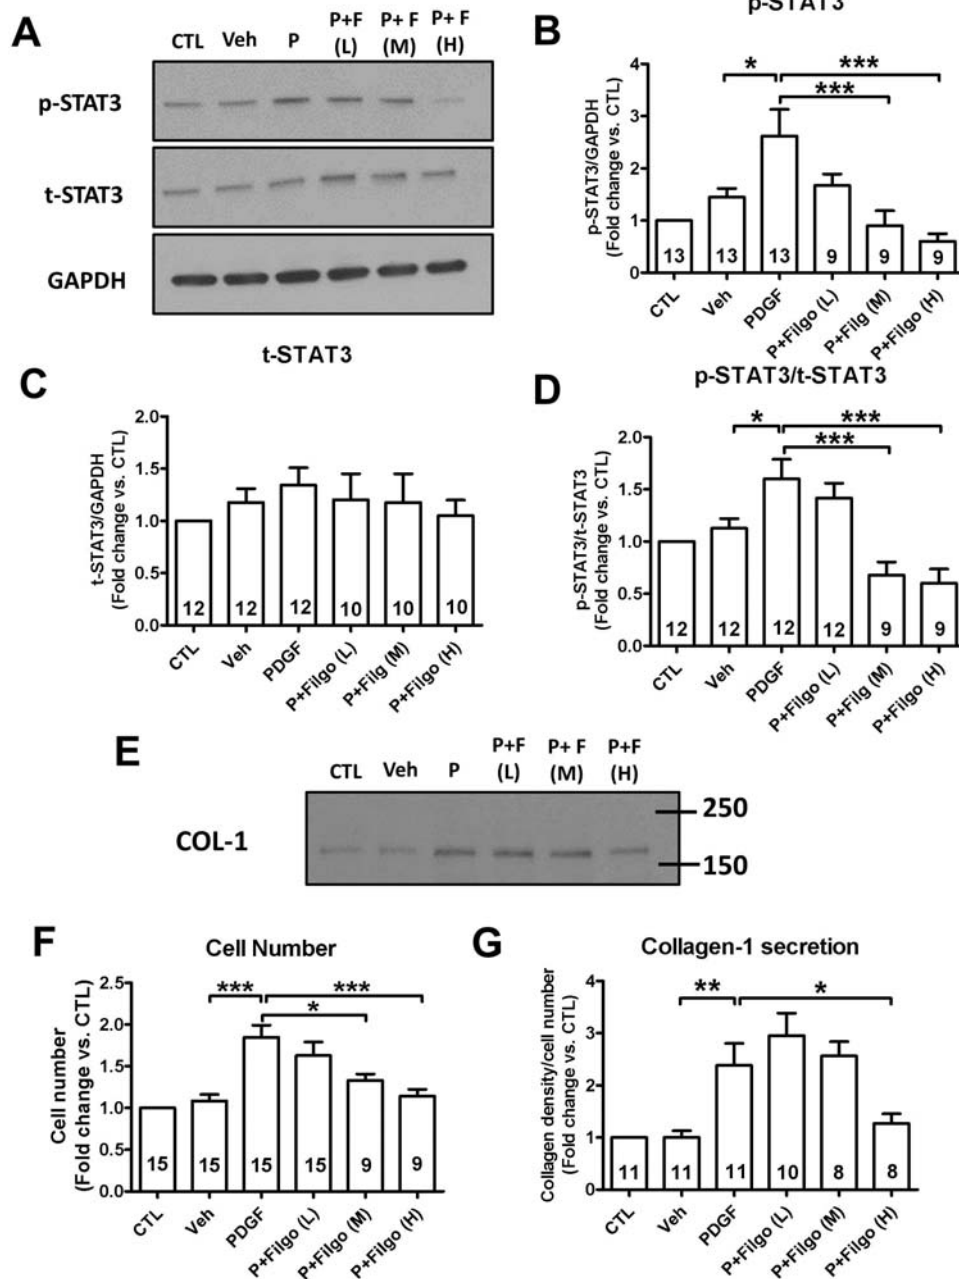 A
CTL Veh P P+F (L) P+ F (M) P+ F (H)
p-STAT3
t-STAT3
GAPDH
p-STAT3
B
p-STAT3/GAPDH
(Fold change vs. CTL)
4
3
2
1
0
* *** ***
13 13 13 9 9 9
CTL Veh PDGF P+Filgo (L) P+Filg (M) P+Filgo (H)
t-STAT3
C
t-STAT3/GAPDH
(Fold change vs. CTL)
2.0
1.5
1.0
0.5
0.0
12 12 12 10 10 10
CTL Veh PDGF P+Filgo (L) P+Filg (M) P+Filgo (H)
p-STAT3/t-STAT3
D
p-STAT3/t-STAT3
(Fold change vs. CTL)
2.0
1.5
1.0
0.5
0.0
* *** ***
12 12 12 12 9 9
CTL Veh PDGF P+Filgo (L) P+Filg (M) P+Filgo (H)
E
CTL Veh P P+F (L) P+ F (M) P+F (H)
COL-1
250
150
F
Cell Number
Cell number
(Fold change vs. CTL)
2.5
2.0
1.5
1.0
0.5
0.0
*** *** *
15 15 15 15 9 9
CTL Veh PDGF P+Filgo (L) P+Filgo (M) P+Filgo (H)
G
Collagen-1 secretion
Collagen density/cell number
(Fold change vs. CTL)
4
3
2
1
0
** *
11 11 11 10 8 8
CTL Veh PDGF P+Filgo (L) P+Filgo (M) P+Filgo (H)